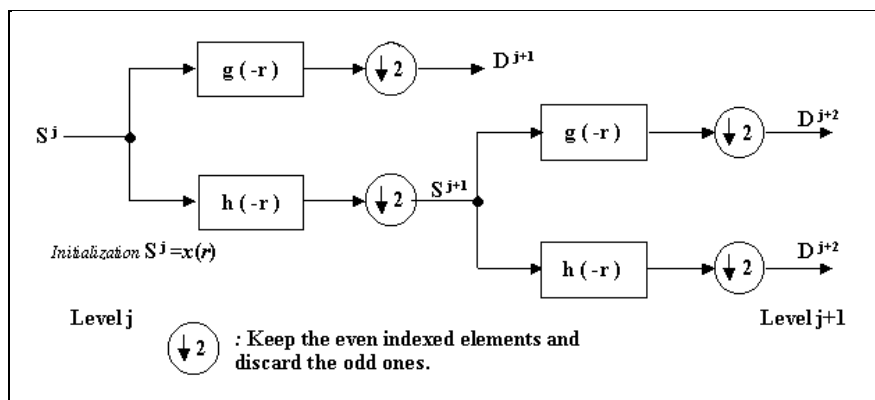 g ( -r )
↓ 2
D j+1
S j
g ( -r )
↓ 2
D j+2
h ( -r )
↓ 2
S j+1
Initialization S j =x(r)
h ( -r )
↓ 2
D j+2
Level j
Level j+1
↓ 2 : Keep the even indexed elements and
discard the odd ones.